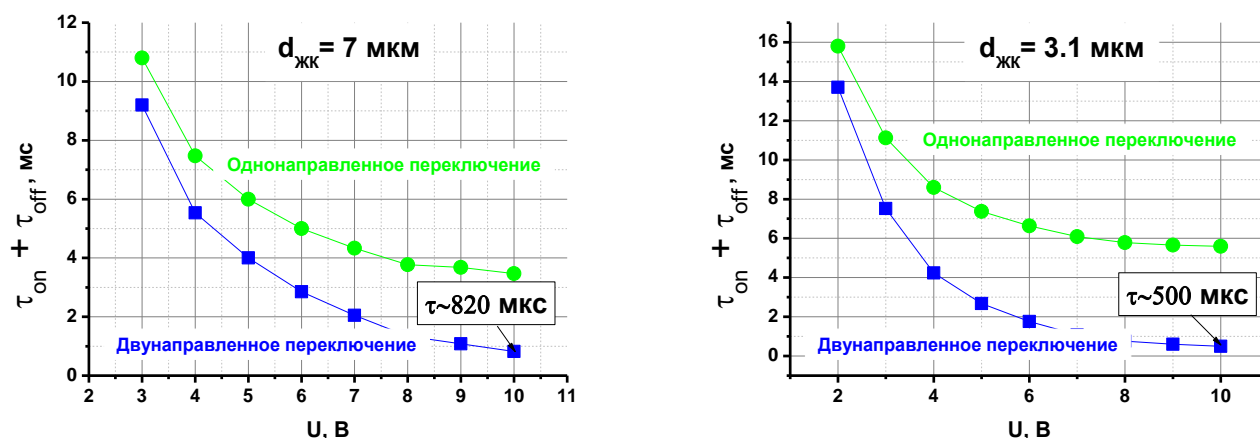 d_жк = 7 мкм
12
10
8
6
4
2
0
τ_on + τ_off, мс
Однонаправленное переключение
τ~820 мкс
Двунаправленное переключение
2 3 4 5 6 7 8 9 10 11
U, В
d_жк = 3.1 мкм
16
14
12
10
8
6
4
2
0
τ_on + τ_off, мс
Однонаправленное переключение
τ~500 мкс
Двунаправленное переключение
2 4 6 8 10
U, В